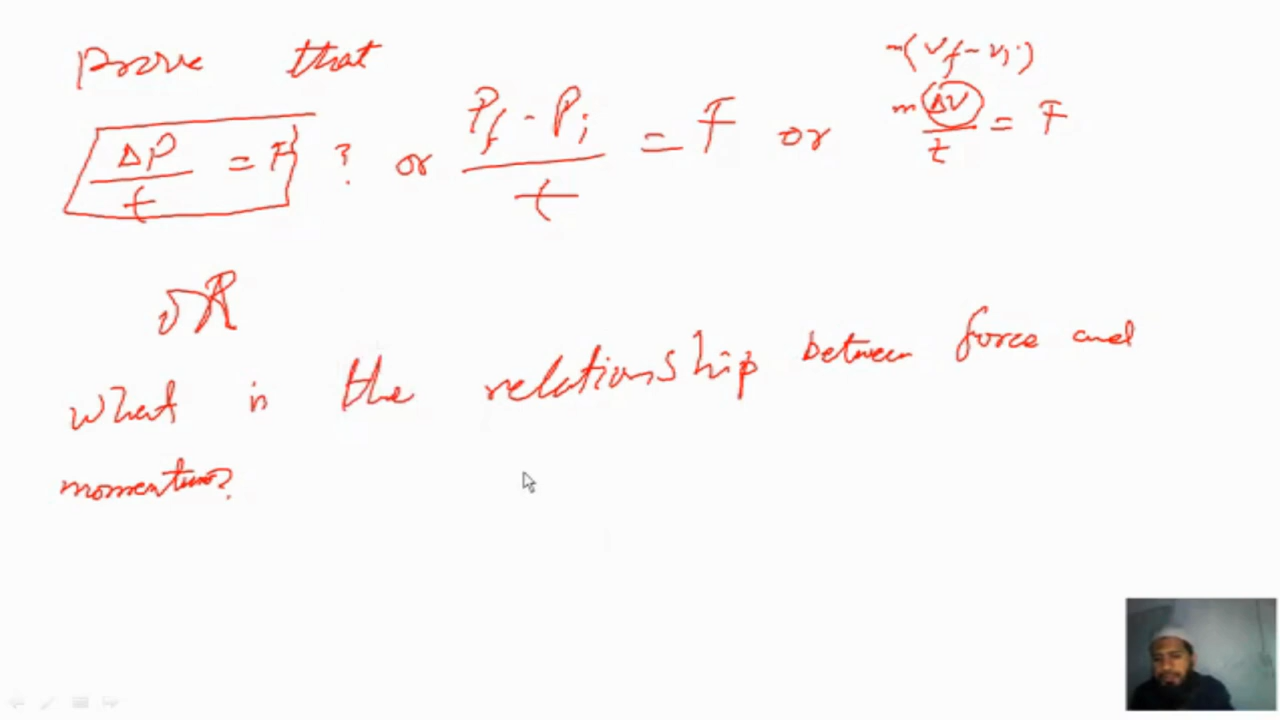 Prove that
m(Vf - Vi)
ΔP/t = F ? or Pf - Pi/t = F or mΔV/t = F
OR
What is the relationship between force and
momentum?